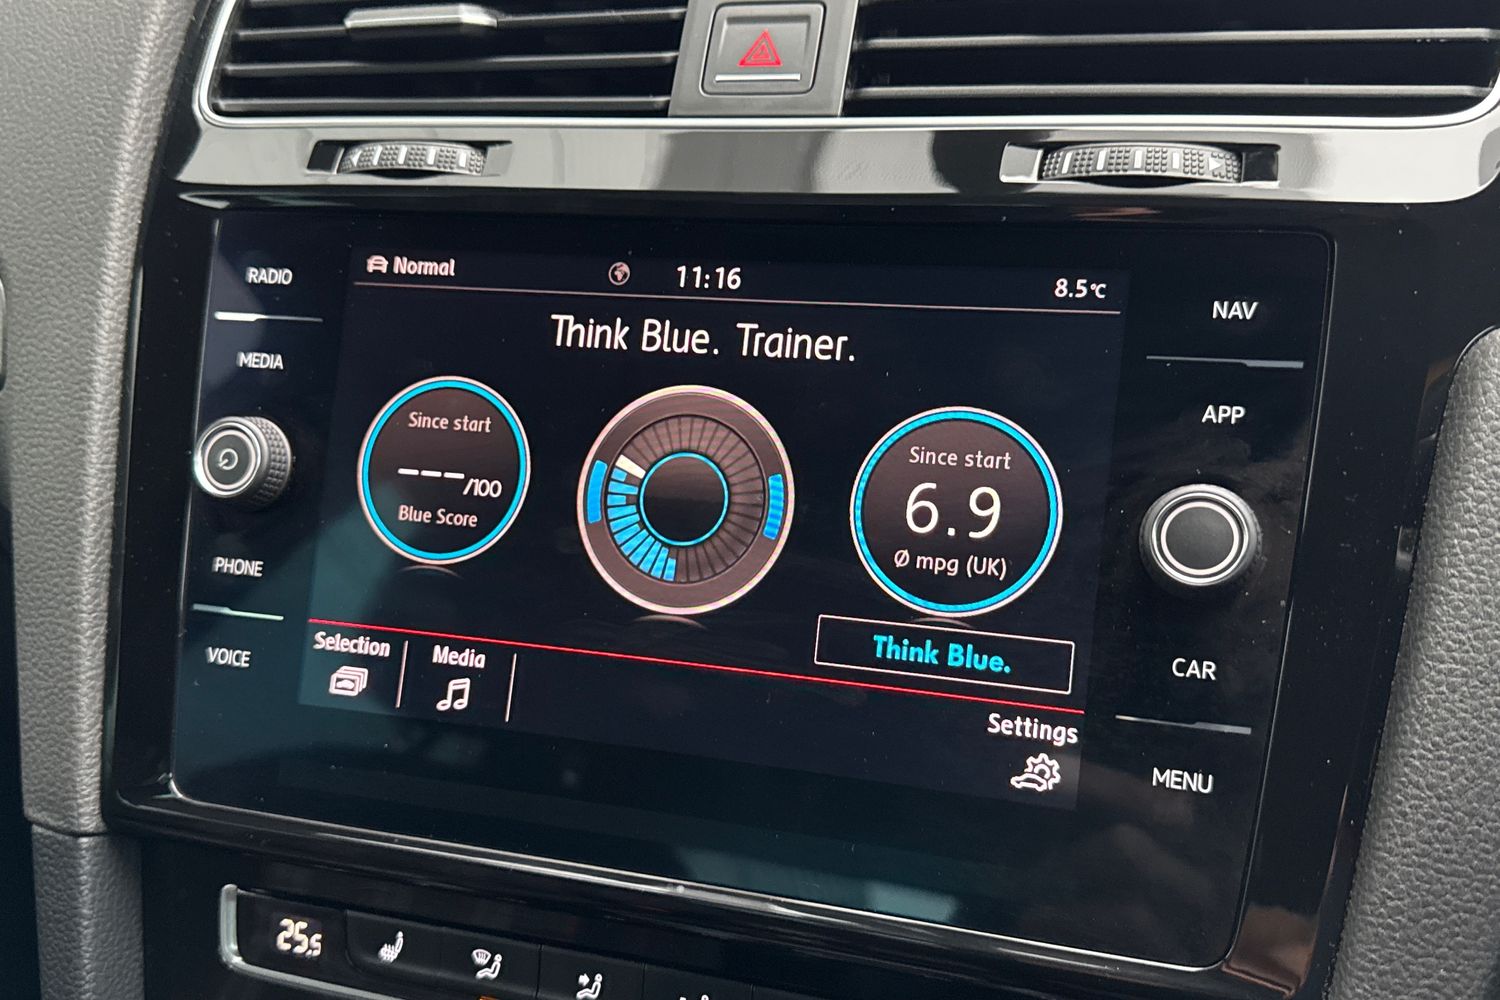 RADIO
MEDIA
PHONE
VOICE
Normal
11:16
8.5°C
Think Blue. Trainer.
Since start
---/100
Blue Score
Since start
6.9
Ø mpg (UK)
Think Blue.
Selection
Media
Settings
NAV
APP
CAR
MENU
25.5